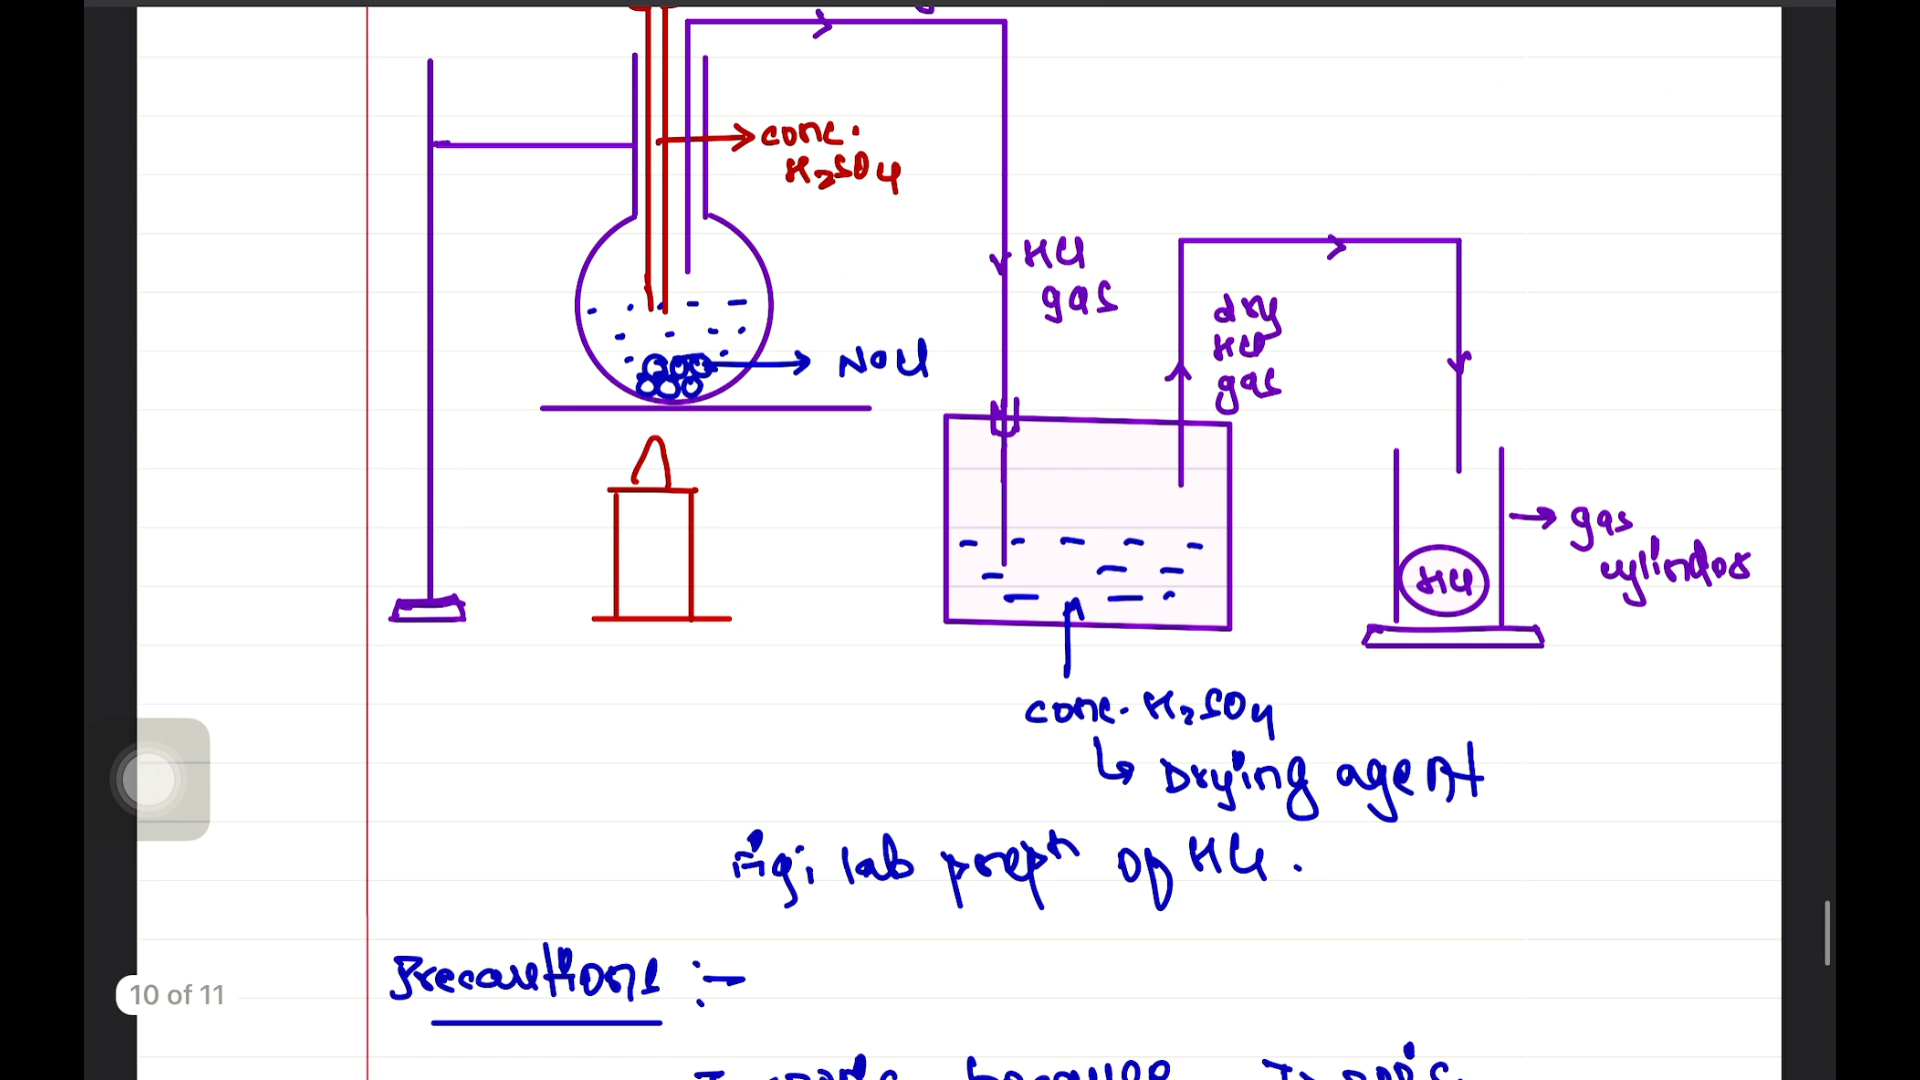 conc.
H₂SO₄
HCl
gas
dry
HCl
gas
NaCl
gas
cylinder
HCl
conc. H₂SO₄
↳ Drying agent
Fig: lab prepⁿ of HCl.
Precautions :-
10 of 11
because